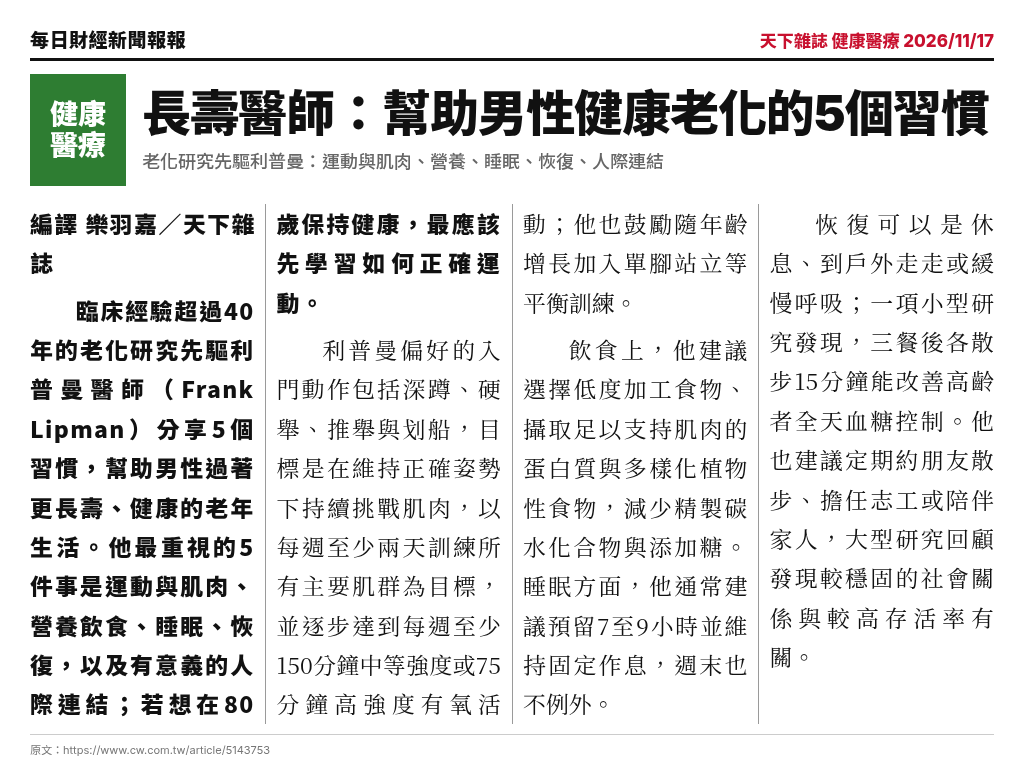 每日財經新聞報報
天下雜誌 健康醫療 2026/11/17
健康
醫療
長壽醫師：幫助男性健康老化的5個習慣
老化研究先驅利普曼：運動與肌肉、營養、睡眠、恢復、人際連結
編譯 樂羽嘉／天下雜
誌
臨床經驗超過40
年的老化研究先驅利
普曼醫師（Frank
Lipman）分享5個
習慣，幫助男性過著
更長壽、健康的老年
生活。他最重視的5
件事是運動與肌肉、
營養飲食、睡眠、恢
復，以及有意義的人
際連結；若想在80
歲保持健康，最應該
先學習如何正確運
動。
利普曼偏好的入
門動作包括深蹲、硬
舉、推舉與划船，目
標是在維持正確姿勢
下持續挑戰肌肉，以
每週至少兩天訓練所
有主要肌群為目標，
並逐步達到每週至少
150分鐘中等強度或75
分鐘高強度有氧活
動；他也鼓勵隨年齡
增長加入單腳站立等
平衡訓練。
飲食上，他建議
選擇低度加工食物、
攝取足以支持肌肉的
蛋白質與多樣化植物
性食物，減少精製碳
水化合物與添加糖。
睡眠方面，他通常建
議預留7至9小時並維
持固定作息，週末也
不例外。
恢復可以是休
息、到戶外走走或緩
慢呼吸；一項小型研
究發現，三餐後各散
步15分鐘能改善高齡
者全天血糖控制。他
也建議定期約朋友散
步、擔任志工或陪伴
家人，大型研究回顧
發現較穩固的社會關
係與較高存活率有
關。
原文：https://www.cw.com.tw/article/5143753